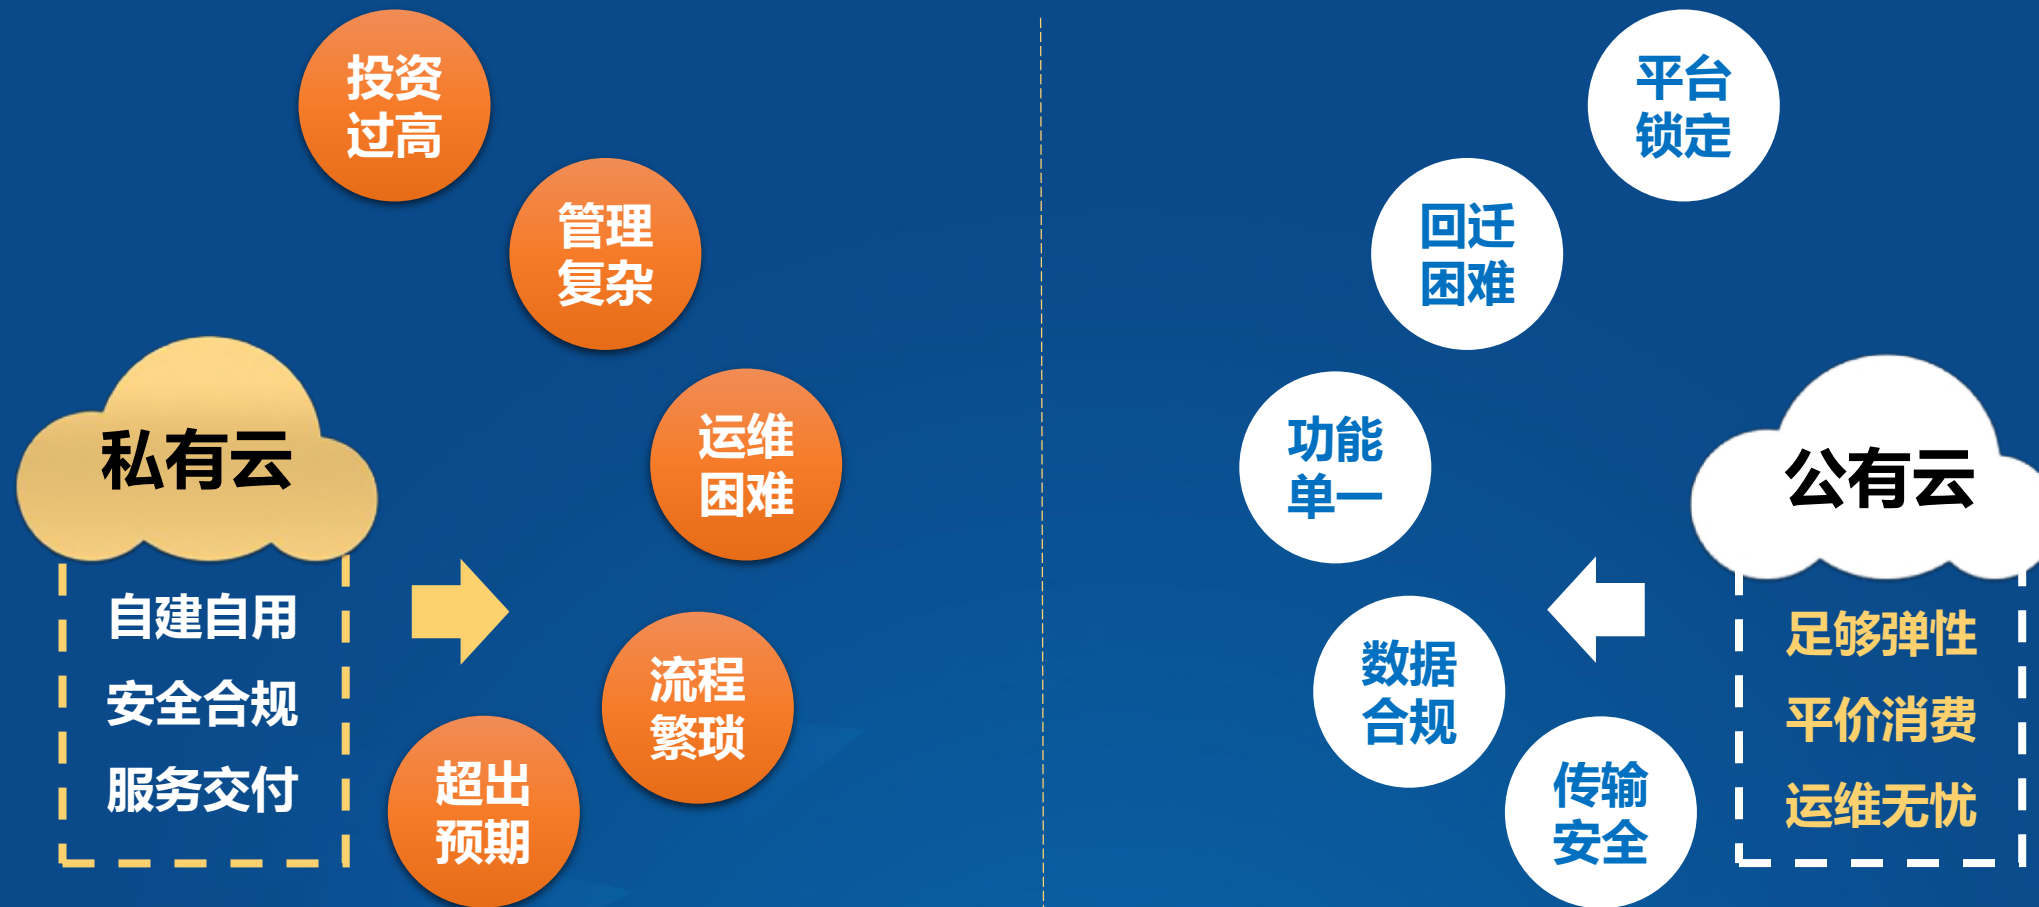 投资
过高
管理
复杂
运维
困难
流程
繁琐
超出
预期
私有云
自建自用
安全合规
服务交付
平台
锁定
回迁
困难
功能
单一
数据
合规
传输
安全
公有云
足够弹性
平价消费
运维无忧